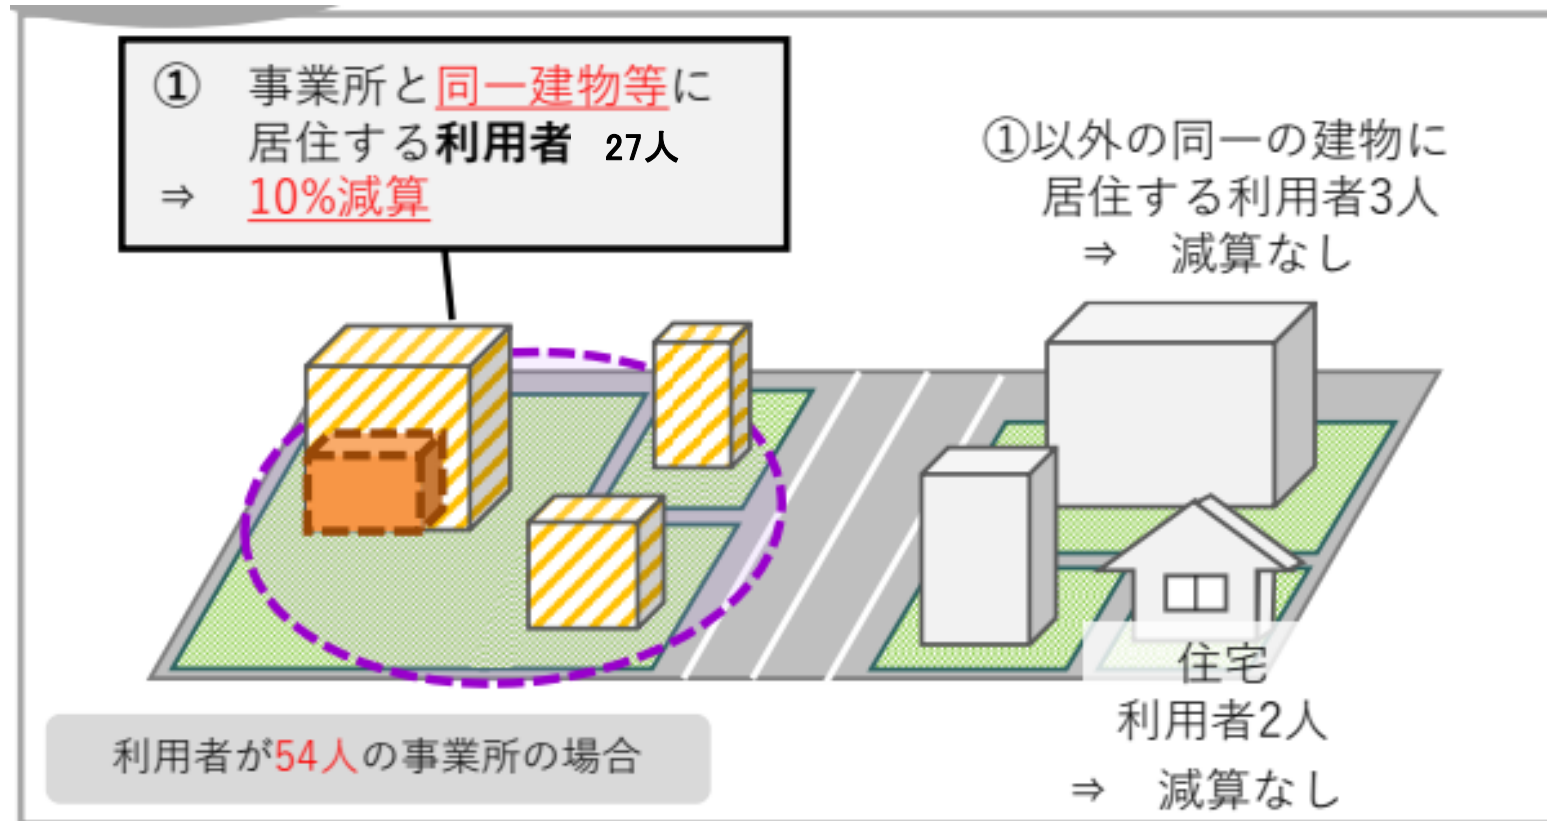 ① 事業所と同一建物等に
居住する利用者 27人
⇒ 10%減算
①以外の同一の建物に
居住する利用者3人
⇒ 減算なし
住宅
利用者2人
⇒ 減算なし
利用者が54人の事業所の場合